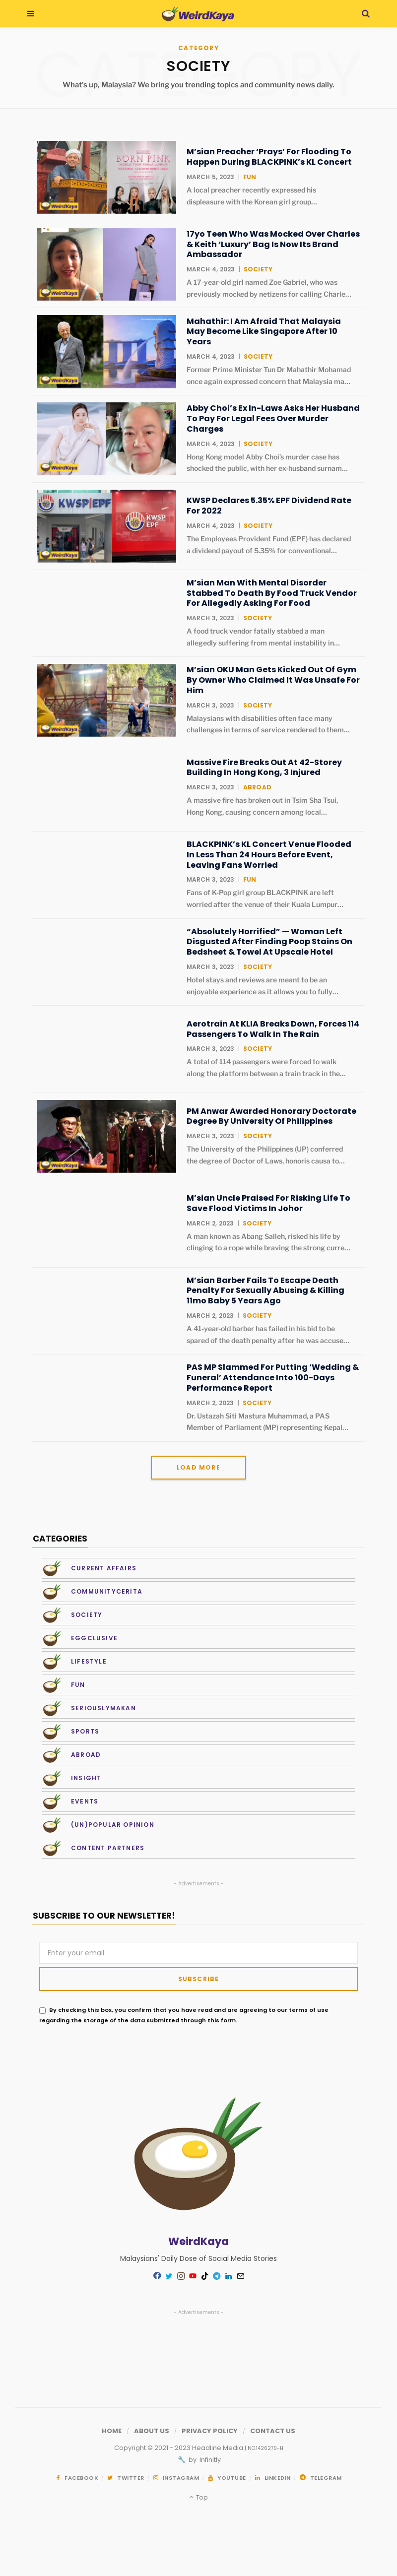 WeirdKaya
CATEGORY
CATEGORY
SOCIETY
What's up, Malaysia? We bring you trending topics and community news daily.
BORN PINK
WeirdKaya
M'sian Preacher 'Prays' For Flooding To
Happen During BLACKPINK's KL Concert
MARCH 5, 2023 | FUN
A local preacher recently expressed his
displeasure with the Korean girl group…
WeirdKaya
17yo Teen Who Was Mocked Over Charles
& Keith 'Luxury' Bag Is Now Its Brand
Ambassador
MARCH 4, 2023 | SOCIETY
A 17-year-old girl named Zoe Gabriel, who was
previously mocked by netizens for calling Charle…
WeirdKaya
Mahathir: I Am Afraid That Malaysia
May Become Like Singapore After 10
Years
MARCH 4, 2023 | SOCIETY
Former Prime Minister Tun Dr Mahathir Mohamad
once again expressed concern that Malaysia ma…
WeirdKaya
Abby Choi's Ex In-Laws Asks Her Husband
To Pay For Legal Fees Over Murder
Charges
MARCH 4, 2023 | SOCIETY
Hong Kong model Abby Choi's murder case has
shocked the public, with her ex-husband surnam…
KWSP EPF
KWSP
EPF
WeirdKaya
KWSP Declares 5.35% EPF Dividend Rate
For 2022
MARCH 4, 2023 | SOCIETY
The Employees Provident Fund (EPF) has declared
a dividend payout of 5.35% for conventional…
M'sian Man With Mental Disorder
Stabbed To Death By Food Truck Vendor
For Allegedly Asking For Food
MARCH 3, 2023 | SOCIETY
A food truck vendor fatally stabbed a man
allegedly suffering from mental instability in…
WeirdKaya
M'sian OKU Man Gets Kicked Out Of Gym
By Owner Who Claimed It Was Unsafe For
Him
MARCH 3, 2023 | SOCIETY
Malaysians with disabilities often face many
challenges in terms of service rendered to them…
Massive Fire Breaks Out At 42-Storey
Building In Hong Kong, 3 Injured
MARCH 3, 2023 | ABROAD
A massive fire has broken out in Tsim Sha Tsui,
Hong Kong, causing concern among local…
BLACKPINK's KL Concert Venue Flooded
In Less Than 24 Hours Before Event,
Leaving Fans Worried
MARCH 3, 2023 | FUN
Fans of K-Pop girl group BLACKPINK are left
worried after the venue of their Kuala Lumpur…
"Absolutely Horrified" — Woman Left
Disgusted After Finding Poop Stains On
Bedsheet & Towel At Upscale Hotel
MARCH 3, 2023 | SOCIETY
Hotel stays and reviews are meant to be an
enjoyable experience as it allows you to fully…
Aerotrain At KLIA Breaks Down, Forces 114
Passengers To Walk In The Rain
MARCH 3, 2023 | SOCIETY
A total of 114 passengers were forced to walk
along the platform between a train track in the…
WeirdKaya
PM Anwar Awarded Honorary Doctorate
Degree By University Of Philippines
MARCH 3, 2023 | SOCIETY
The University of the Philippines (UP) conferred
the degree of Doctor of Laws, honoris causa to…
M'sian Uncle Praised For Risking Life To
Save Flood Victims In Johor
MARCH 2, 2023 | SOCIETY
A man known as Abang Salleh, risked his life by
clinging to a rope while braving the strong curre…
M'sian Barber Fails To Escape Death
Penalty For Sexually Abusing & Killing
11mo Baby 5 Years Ago
MARCH 2, 2023 | SOCIETY
A 41-year-old barber has failed in his bid to be
spared of the death penalty after he was accuse…
PAS MP Slammed For Putting 'Wedding &
Funeral' Attendance Into 100-Days
Performance Report
MARCH 2, 2023 | SOCIETY
Dr. Ustazah Siti Mastura Muhammad, a PAS
Member of Parliament (MP) representing Kepal…
LOAD MORE
CATEGORIES
CURRENT AFFAIRS
COMMUNITYCERITA
SOCIETY
EGGCLUSIVE
LIFESTYLE
FUN
SERIOUSLYMAKAN
SPORTS
ABROAD
INSIGHT
EVENTS
(UN)POPULAR OPINION
CONTENT PARTNERS
- Advertisements -
SUBSCRIBE TO OUR NEWSLETTER!
Enter your email
SUBSCRIBE
By checking this box, you confirm that you have read and are agreeing to our terms of use
regarding the storage of the data submitted through this form.
WeirdKaya
Malaysians' Daily Dose of Social Media Stories
- Advertisements -
HOME / ABOUT US / PRIVACY POLICY / CONTACT US
Copyright © 2021 - 2023 Headline Media | NO.1426279-H
🔧 by Infinitly
FACEBOOK TWITTER INSTAGRAM YOUTUBE LINKEDIN TELEGRAM
Top